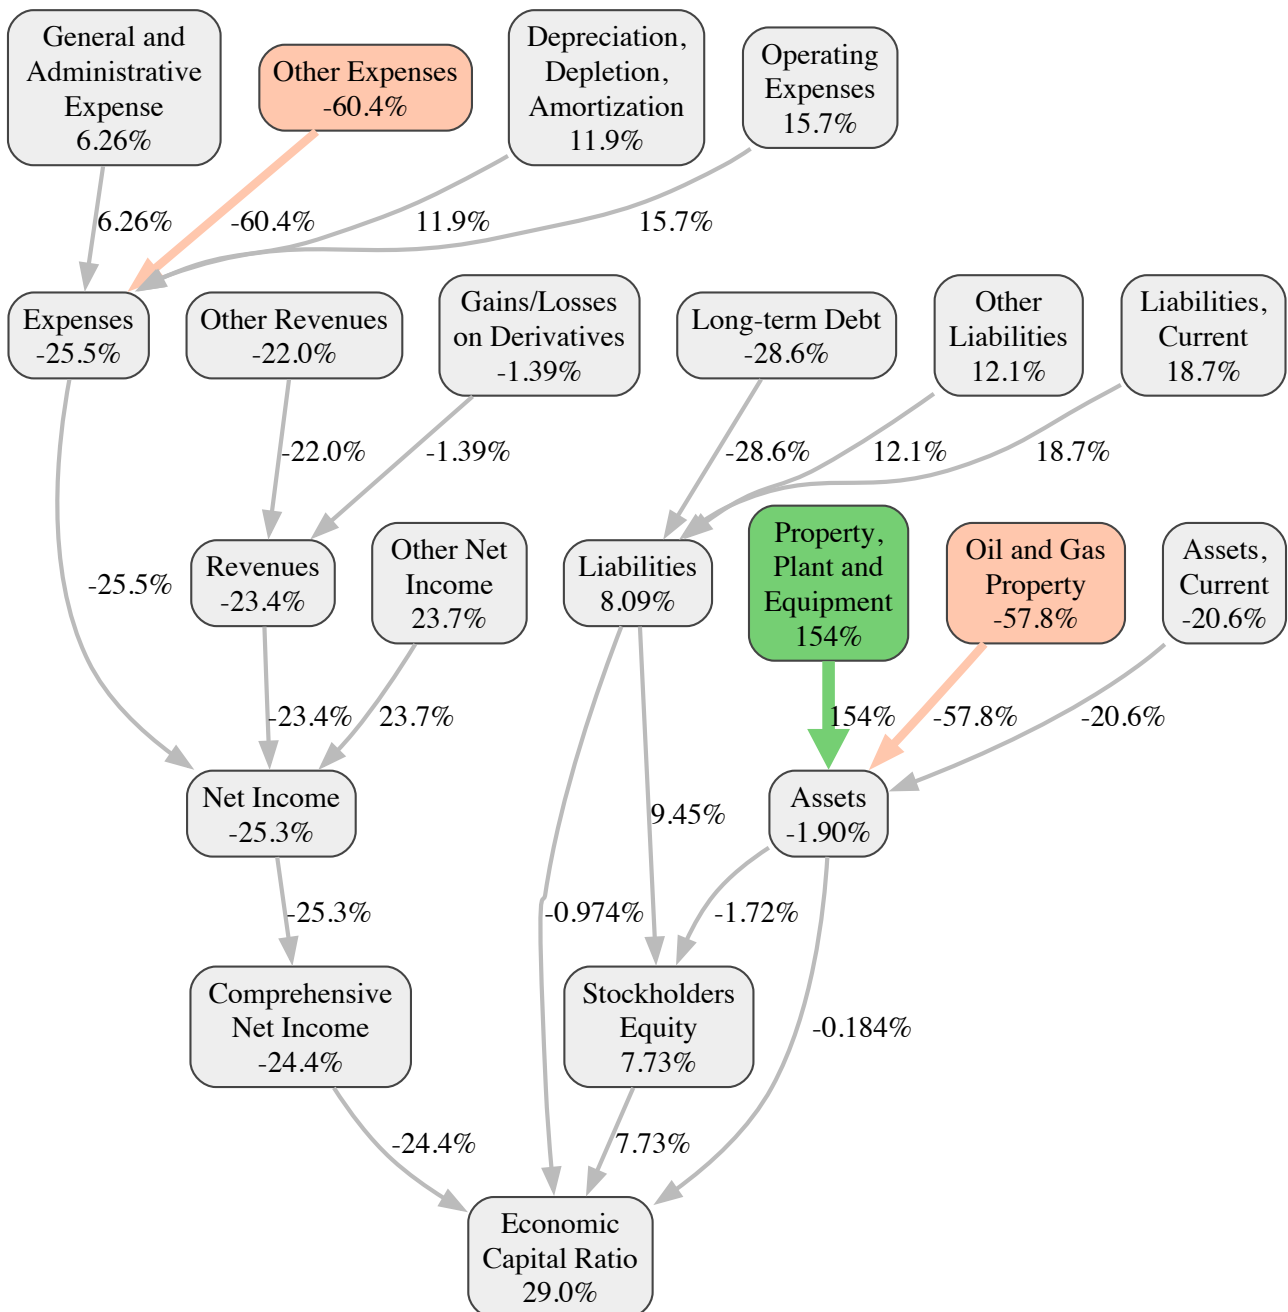 General and
Administrative
Expense
6.26%
Other Expenses
-60.4%
Depreciation,
Depletion,
Amortization
11.9%
Operating
Expenses
15.7%
6.26%
-60.4%
11.9%
15.7%
Expenses
-25.5%
Other Revenues
-22.0%
Gains/Losses
on Derivatives
-1.39%
Long-term Debt
-28.6%
Other
Liabilities
12.1%
Liabilities,
Current
18.7%
-22.0%
-1.39%
-28.6%
12.1%
18.7%
-25.5%
Revenues
-23.4%
Other Net
Income
23.7%
Liabilities
8.09%
Property,
Plant and
Equipment
154%
Oil and Gas
Property
-57.8%
Assets,
Current
-20.6%
-23.4%
23.7%
154%
-57.8%
-20.6%
Net Income
-25.3%
9.45%
Assets
-1.90%
-25.3%
-0.974%
-1.72%
Comprehensive
Net Income
-24.4%
Stockholders
Equity
7.73%
-0.184%
-24.4%
7.73%
Economic
Capital Ratio
29.0%